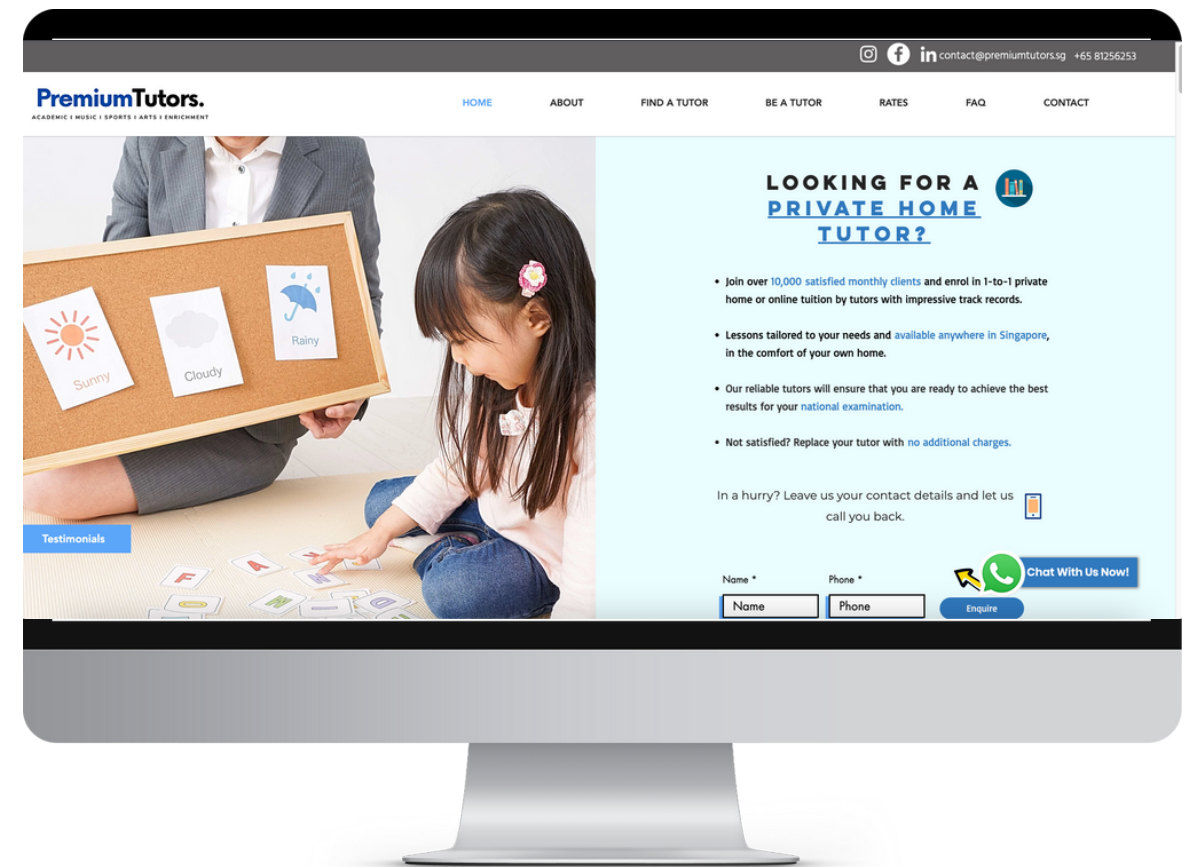 contact@premiumtutors.sg +65 81256253
PremiumTutors.
ACADEMIC I MUSIC I SPORTS I ARTS I ENRICHMENT
HOME ABOUT FIND A TUTOR BE A TUTOR RATES FAQ CONTACT
Sunny
Cloudy
Rainy
Testimonials
F A W
D I D
LOOKING FOR A
PRIVATE HOME
TUTOR?
• Join over 10,000 satisfied monthly clients and enrol in 1-to-1 private
home or online tuition by tutors with impressive track records.
• Lessons tailored to your needs and available anywhere in Singapore,
in the comfort of your own home.
• Our reliable tutors will ensure that you are ready to achieve the best
results for your national examination.
• Not satisfied? Replace your tutor with no additional charges.
In a hurry? Leave us your contact details and let us
call you back.
Chat With Us Now!
Name * Phone *
Name Phone Enquire